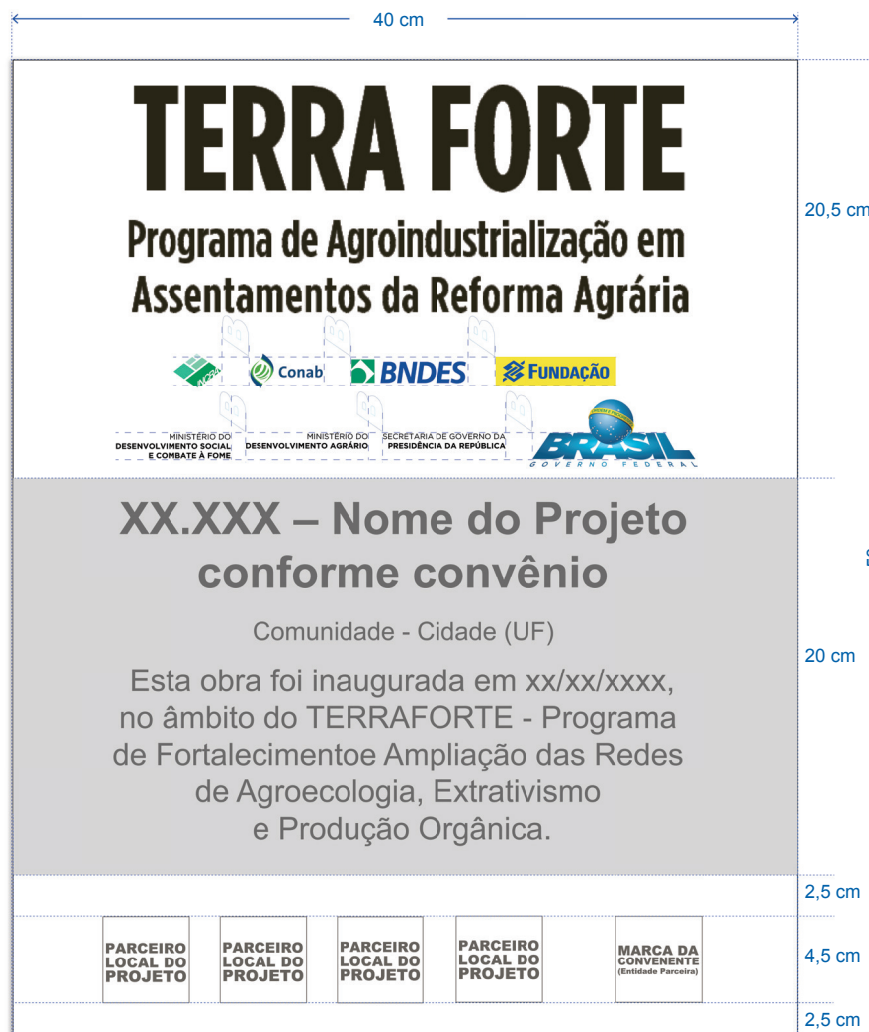 40 cm
TERRA FORTE
20,5 cm
Programa de Agroindustrialização em
Assentamentos da Reforma Agrária
INCRA Conab BNDES FUNDAÇÃO
MINISTÉRIO DO
DESENVOLVIMENTO SOCIAL
E COMBATE À FOME
MINISTÉRIO DO
DESENVOLVIMENTO AGRÁRIO
SECRETARIA DE GOVERNO DA
PRESIDÊNCIA DA REPÚBLICA
BRASIL
GOVERNO FEDERAL
XX.XXX – Nome do Projeto
conforme convênio
Comunidade - Cidade (UF)
20 cm
Esta obra foi inaugurada em xx/xx/xxxx,
no âmbito do TERRAFORTE - Programa
de Fortalecimentoe Ampliação das Redes
de Agroecologia, Extrativismo
e Produção Orgânica.
2,5 cm
PARCEIRO
LOCAL DO
PROJETO
PARCEIRO
LOCAL DO
PROJETO
PARCEIRO
LOCAL DO
PROJETO
PARCEIRO
LOCAL DO
PROJETO
MARCA DA
CONVENENTE
(Entidade Parceira)
4,5 cm
2,5 cm